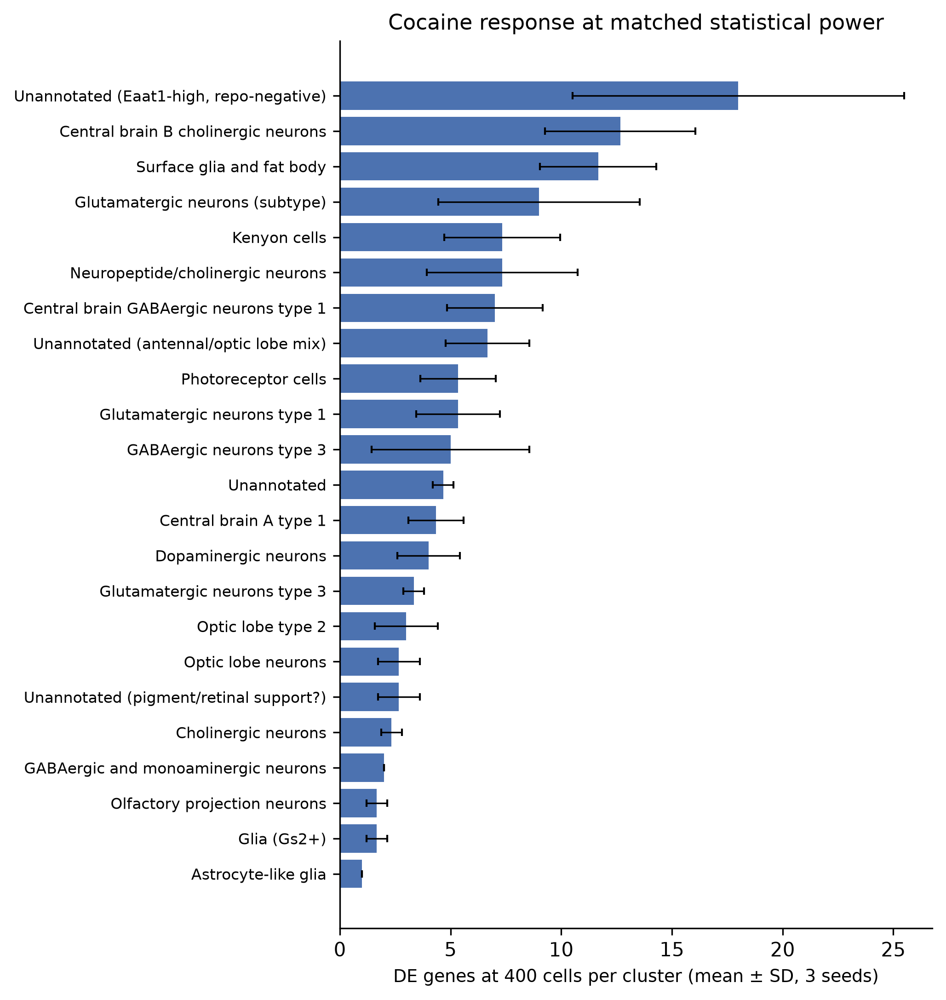 Cocaine response at matched statistical power
Unannotated (Eaat1-high, repo-negative)
Central brain B cholinergic neurons
Surface glia and fat body
Glutamatergic neurons (subtype)
Kenyon cells
Neuropeptide/cholinergic neurons
Central brain GABAergic neurons type 1
Unannotated (antennal/optic lobe mix)
Photoreceptor cells
Glutamatergic neurons type 1
GABAergic neurons type 3
Unannotated
Central brain A type 1
Dopaminergic neurons
Glutamatergic neurons type 3
Optic lobe type 2
Optic lobe neurons
Unannotated (pigment/retinal support?)
Cholinergic neurons
GABAergic and monoaminergic neurons
Olfactory projection neurons
Glia (Gs2+)
Astrocyte-like glia
0 5 10 15 20 25
DE genes at 400 cells per cluster (mean ± SD, 3 seeds)